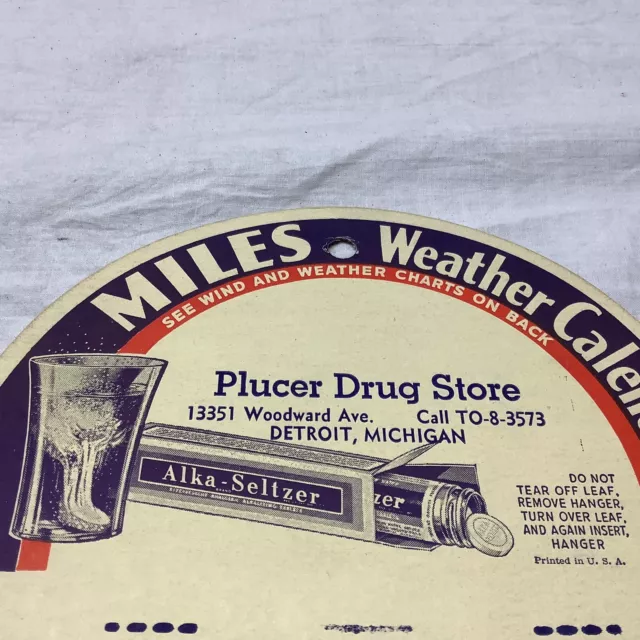 MILES Weather Calen
SEE WIND AND WEATHER CHARTS ON BACK
Plucer Drug Store
13351 Woodward Ave. Call TO-8-3573
DETROIT, MICHIGAN
Alka-Seltzer
zer
DO NOT
TEAR OFF LEAF,
REMOVE HANGER,
TURN OVER LEAF,
AND AGAIN INSERT,
HANGER
Printed in U. S. A.